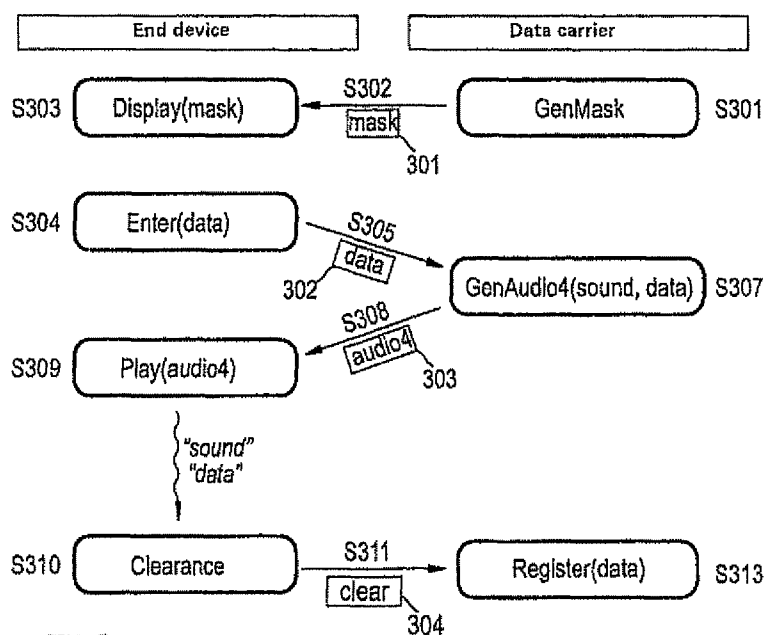 End device
Data carrier
S302
S303
Display(mask)
mask
GenMask
S301
301
S304
Enter(data)
S305
data
302
GenAudio4(sound, data)
S307
S308
audio4
303
S309
Play(audio4)
"sound"
"data"
S310
Clearance
S311
clear
304
Register(data)
S313